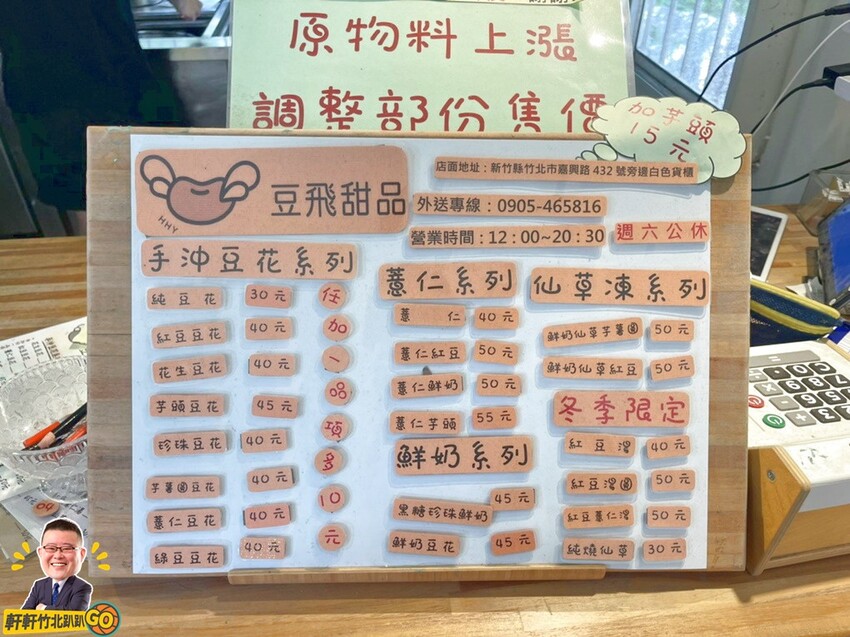 原物料上漲
調整部份售價
加芋頭
15元
HHY
豆飛甜品
店面地址：新竹縣竹北市嘉興路 432 號旁邊白色貨櫃
外送專線：0905-465816
營業時間：12：00~20：30 週六公休
手沖豆花系列
純豆花 30元
紅豆豆花 40元
花生豆花 40元
芋頭豆花 45元
珍珠豆花 40元
芋薯圓豆花 40元
薏仁豆花 40元
綠豆豆花 40元
任加一品項多10元
薏仁系列
薏仁 40元
薏仁紅豆 50元
薏仁鮮奶 50元
薏仁芋頭 55元
鮮奶系列
黑糖珍珠鮮奶 45元
鮮奶豆花 45元
仙草凍系列
鮮奶仙草芋薯圓 50元
鮮奶仙草紅豆 50元
冬季限定
紅豆湯 40元
紅豆湯圓 50元
紅豆薏仁湯 50元
純燒仙草 30元
軒軒竹北趴趴GO